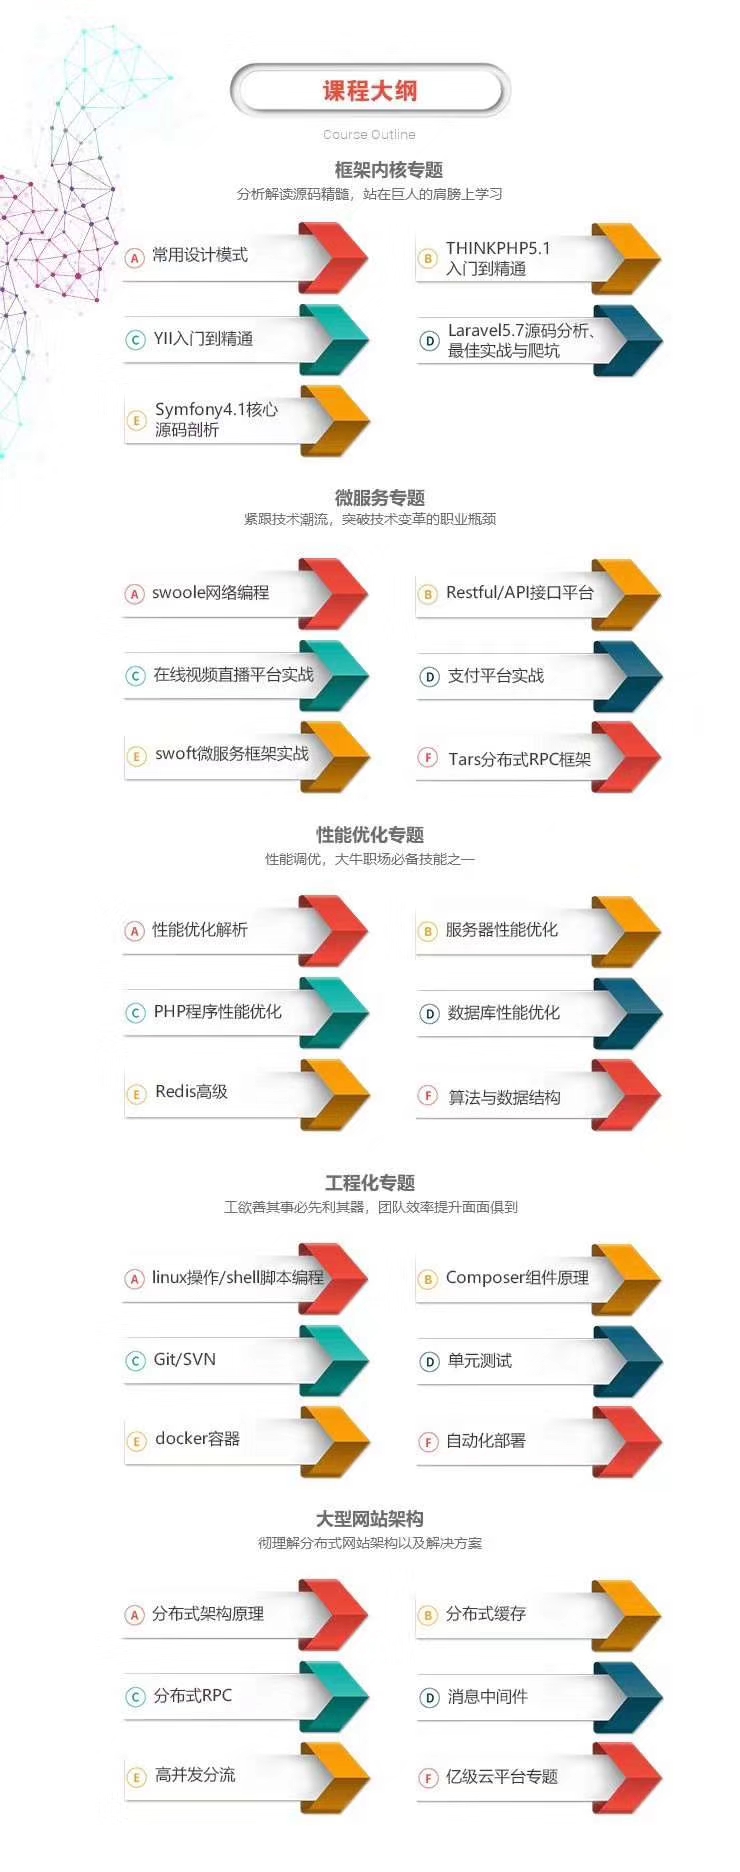 课程大纲
Course Outline
框架内核专题
分析解读源码精髓，站在巨人的肩膀上学习
A 常用设计模式
B THINKPHP5.1
入门到精通
C YII入门到精通
D Laravel5.7源码分析、
最佳实战与爬坑
E Symfony4.1核心
源码剖析
微服务专题
紧跟技术潮流，突破技术变革的职业瓶颈
A swoole网络编程
B Restful/API接口平台
C 在线视频直播平台实战
D 支付平台实战
E swoft微服务框架实战
F Tars分布式RPC框架
性能优化专题
性能调优，大牛职场必备技能之一
A 性能优化解析
B 服务器性能优化
C PHP程序性能优化
D 数据库性能优化
E Redis高级
F 算法与数据结构
工程化专题
工欲善其事必先利其器，团队效率提升面面俱到
A linux操作/shell脚本编程
B Composer组件原理
C Git/SVN
D 单元测试
E docker容器
F 自动化部署
大型网站架构
彻理解分布式网站架构以及解决方案
A 分布式架构原理
B 分布式缓存
C 分布式RPC
D 消息中间件
E 高并发分流
F 亿级云平台专题